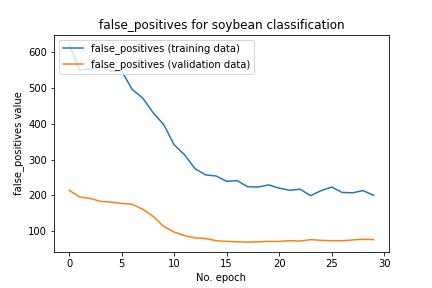 false_positives for soybean classification
false_positives (training data)
false_positives (validation data)
false_positives value
600
500
400
300
200
100
0
5
10
15
20
25
30
No. epoch